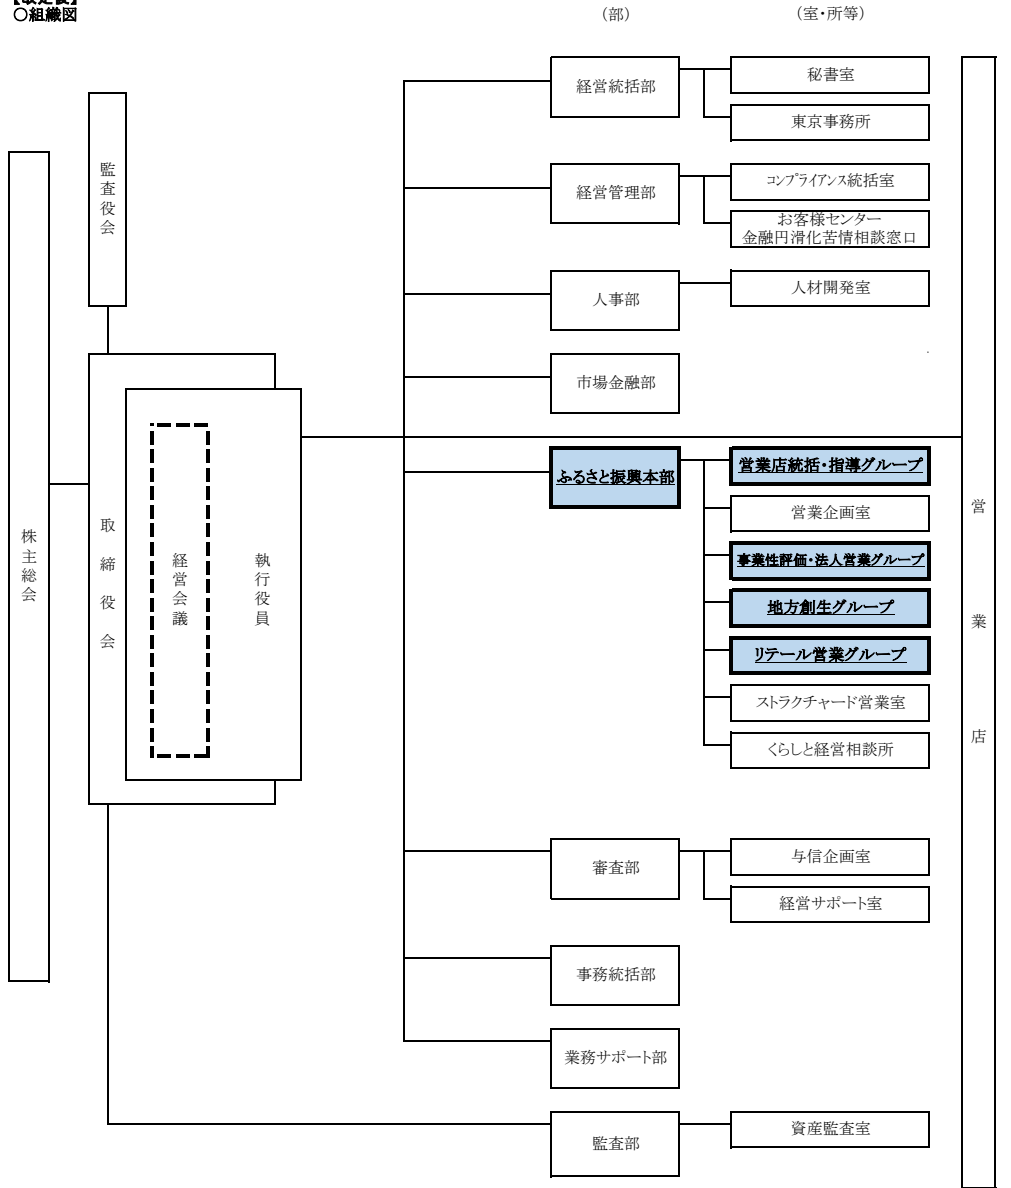 【改定後】
○組織図
（部）
（室・所等）
株主総会
監査役会
取締役会
経営会議
執行役員
経営統括部
秘書室
東京事務所
経営管理部
コンプライアンス統括室
お客様センター
金融円滑化苦情相談窓口
人事部
人材開発室
市場金融部
ふるさと振興本部
営業店統括・指導グループ
営業企画室
事業性評価・法人営業グループ
地方創生グループ
リテール営業グループ
ストラクチャード営業室
くらしと経営相談所
審査部
与信企画室
経営サポート室
事務統括部
業務サポート部
監査部
資産監査室
営業店